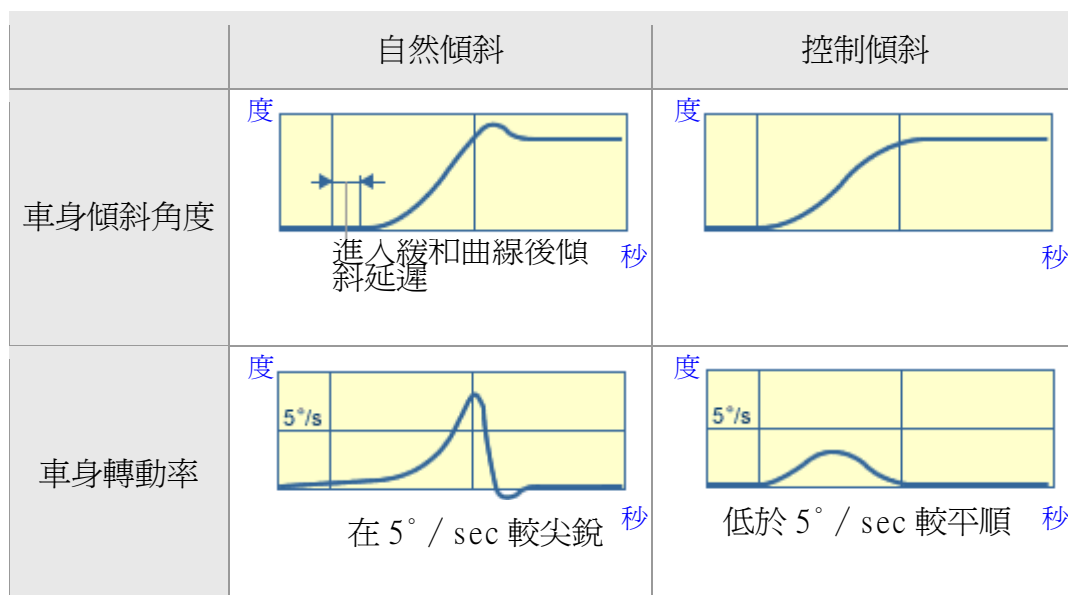 自然傾斜
控制傾斜
車身傾斜角度
度
進入緩和曲線後傾
斜延遲
秒
度
秒
車身轉動率
度
5°/s
在 5°/ sec 較尖銳
秒
度
5°/s
低於 5°/ sec 較平順
秒